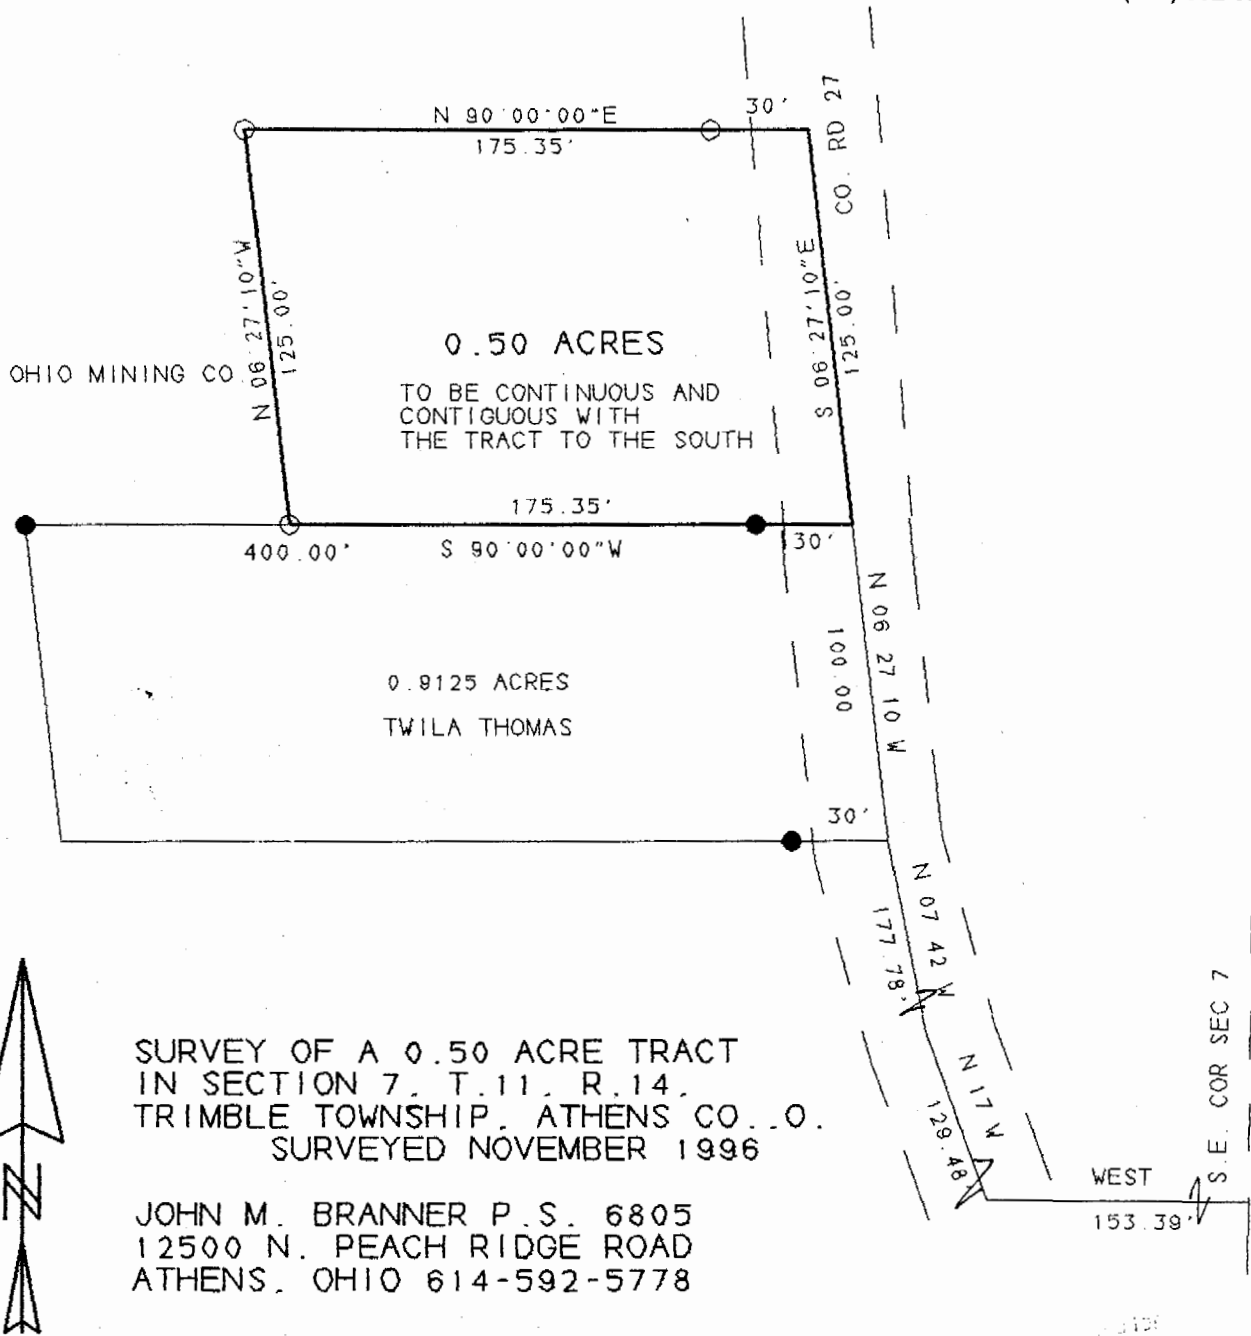 N 90°00'00"E
30'
175.35'
CO. RD 27
N 06°27'10"W
125.00'
S 06°27'10"E
125.00'
OHIO MINING CO.
0.50 ACRES
TO BE CONTINUOUS AND
CONTIGUOUS WITH
THE TRACT TO THE SOUTH
175.35'
400.00'
S 90°00'00"W
30'
N 06 27 10 W
100.00
0.9125 ACRES
TWILA THOMAS
30'
N 07 42 W
177.78'
N 17 W
129.48'
S.E. COR SEC 7
WEST
153.39'
N
SURVEY OF A 0.50 ACRE TRACT
IN SECTION 7, T.11, R.14,
TRIMBLE TOWNSHIP, ATHENS CO., O.
SURVEYED NOVEMBER 1996
JOHN M. BRANNER P.S. 6805
12500 N. PEACH RIDGE ROAD
ATHENS, OHIO 614-592-5778